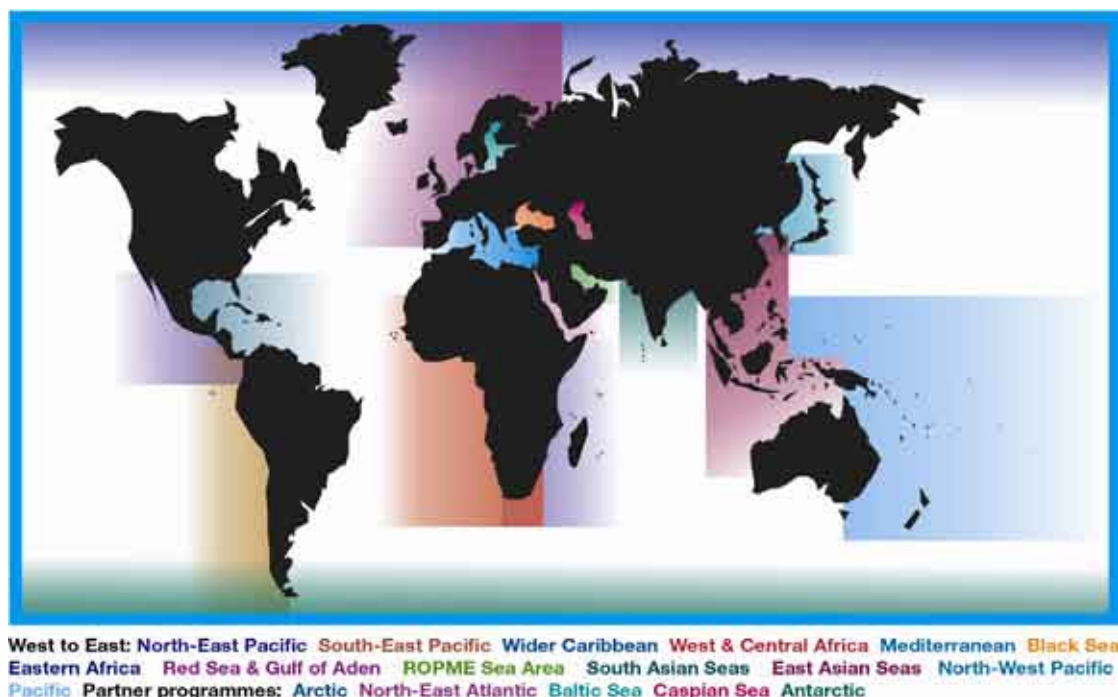 West to East: North-East Pacific South-East Pacific Wider Caribbean West & Central Africa Mediterranean Black Sea
Eastern Africa Red Sea & Gulf of Aden ROPME Sea Area South Asian Seas East Asian Seas North-West Pacific
Pacific Partner programmes: Arctic North-East Atlantic Baltic Sea Caspian Sea Antarctic